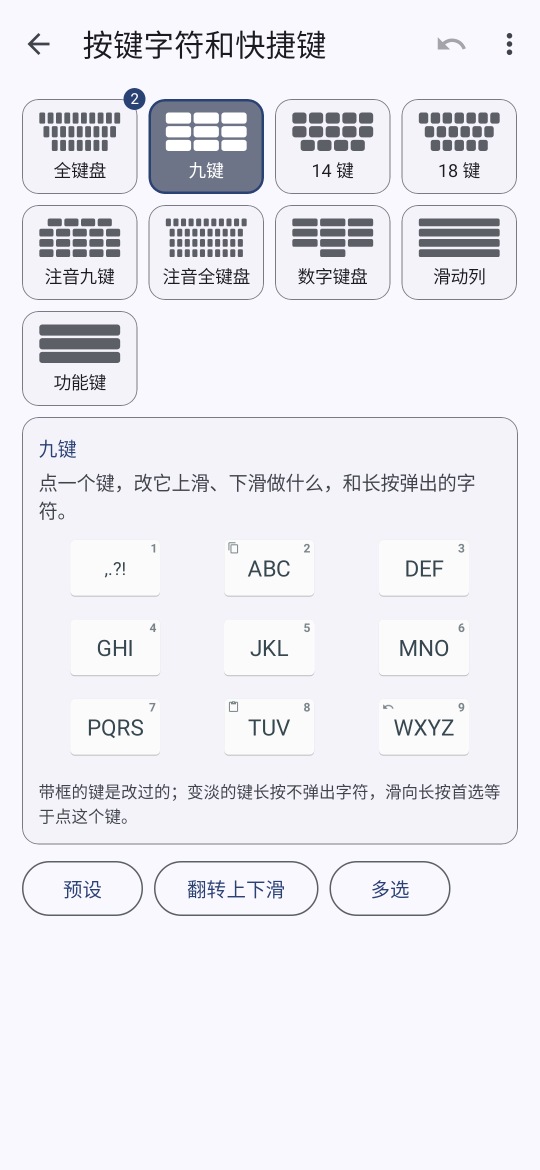 按键字符和快捷键
2
全键盘
九键
14 键
18 键
注音九键
注音全键盘
数字键盘
滑动列
功能键
九键
点一个键，改它上滑、下滑做什么，和长按弹出的字
符。
1
,.?!
2
ABC
3
DEF
4
GHI
5
JKL
6
MNO
7
PQRS
8
TUV
9
WXYZ
带框的键是改过的；变淡的键长按不弹出字符，滑向长按首选等
于点这个键。
预设
翻转上下滑
多选